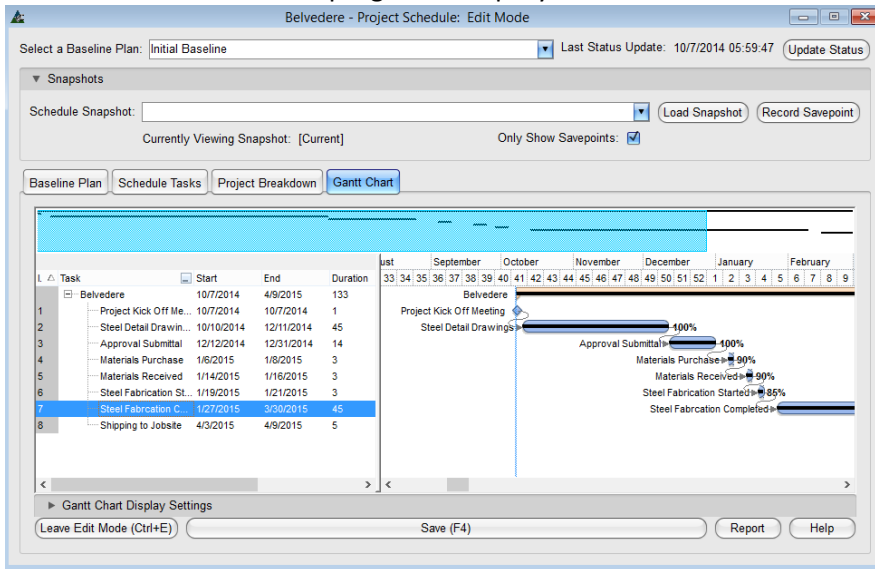 Belvedere - Project Schedule: Edit Mode
Select a Baseline Plan: Initial Baseline Last Status Update: 10/7/2014 05:59:47 Update Status
Snapshots
Schedule Snapshot: Load Snapshot Record Savepoint
Currently Viewing Snapshot: [Current] Only Show Savepoints:
Baseline Plan Schedule Tasks Project Breakdown Gantt Chart
ust September October November December January February
I. Task Start End Duration 33 34 35 36 37 38 39 40 41 42 43 44 45 46 47 48 49 50 51 52 1 2 3 4 5 6 7 8 9
Belvedere 10/7/2014 4/9/2015 133 Belvedere
1 Project Kick Off Me... 10/7/2014 10/7/2014 1 Project Kick Off Meeting
2 Steel Detail Drawin... 10/10/2014 12/11/2014 45 Steel Detail Drawings 100%
3 Approval Submittal 12/12/2014 12/31/2014 14 Approval Submittal 100%
4 Materials Purchase 1/6/2015 1/8/2015 3 Materials Purchase 90%
5 Materials Received 1/14/2015 1/16/2015 3 Materials Received 90%
6 Steel Fabrication St... 1/19/2015 1/21/2015 3 Steel Fabrication Started 85%
7 Steel Fabrcation C... 1/27/2015 3/30/2015 45 Steel Fabrcation Completed
8 Shipping to Jobsite 4/3/2015 4/9/2015 5
Gantt Chart Display Settings
Leave Edit Mode (Ctrl+E) Save (F4) Report Help